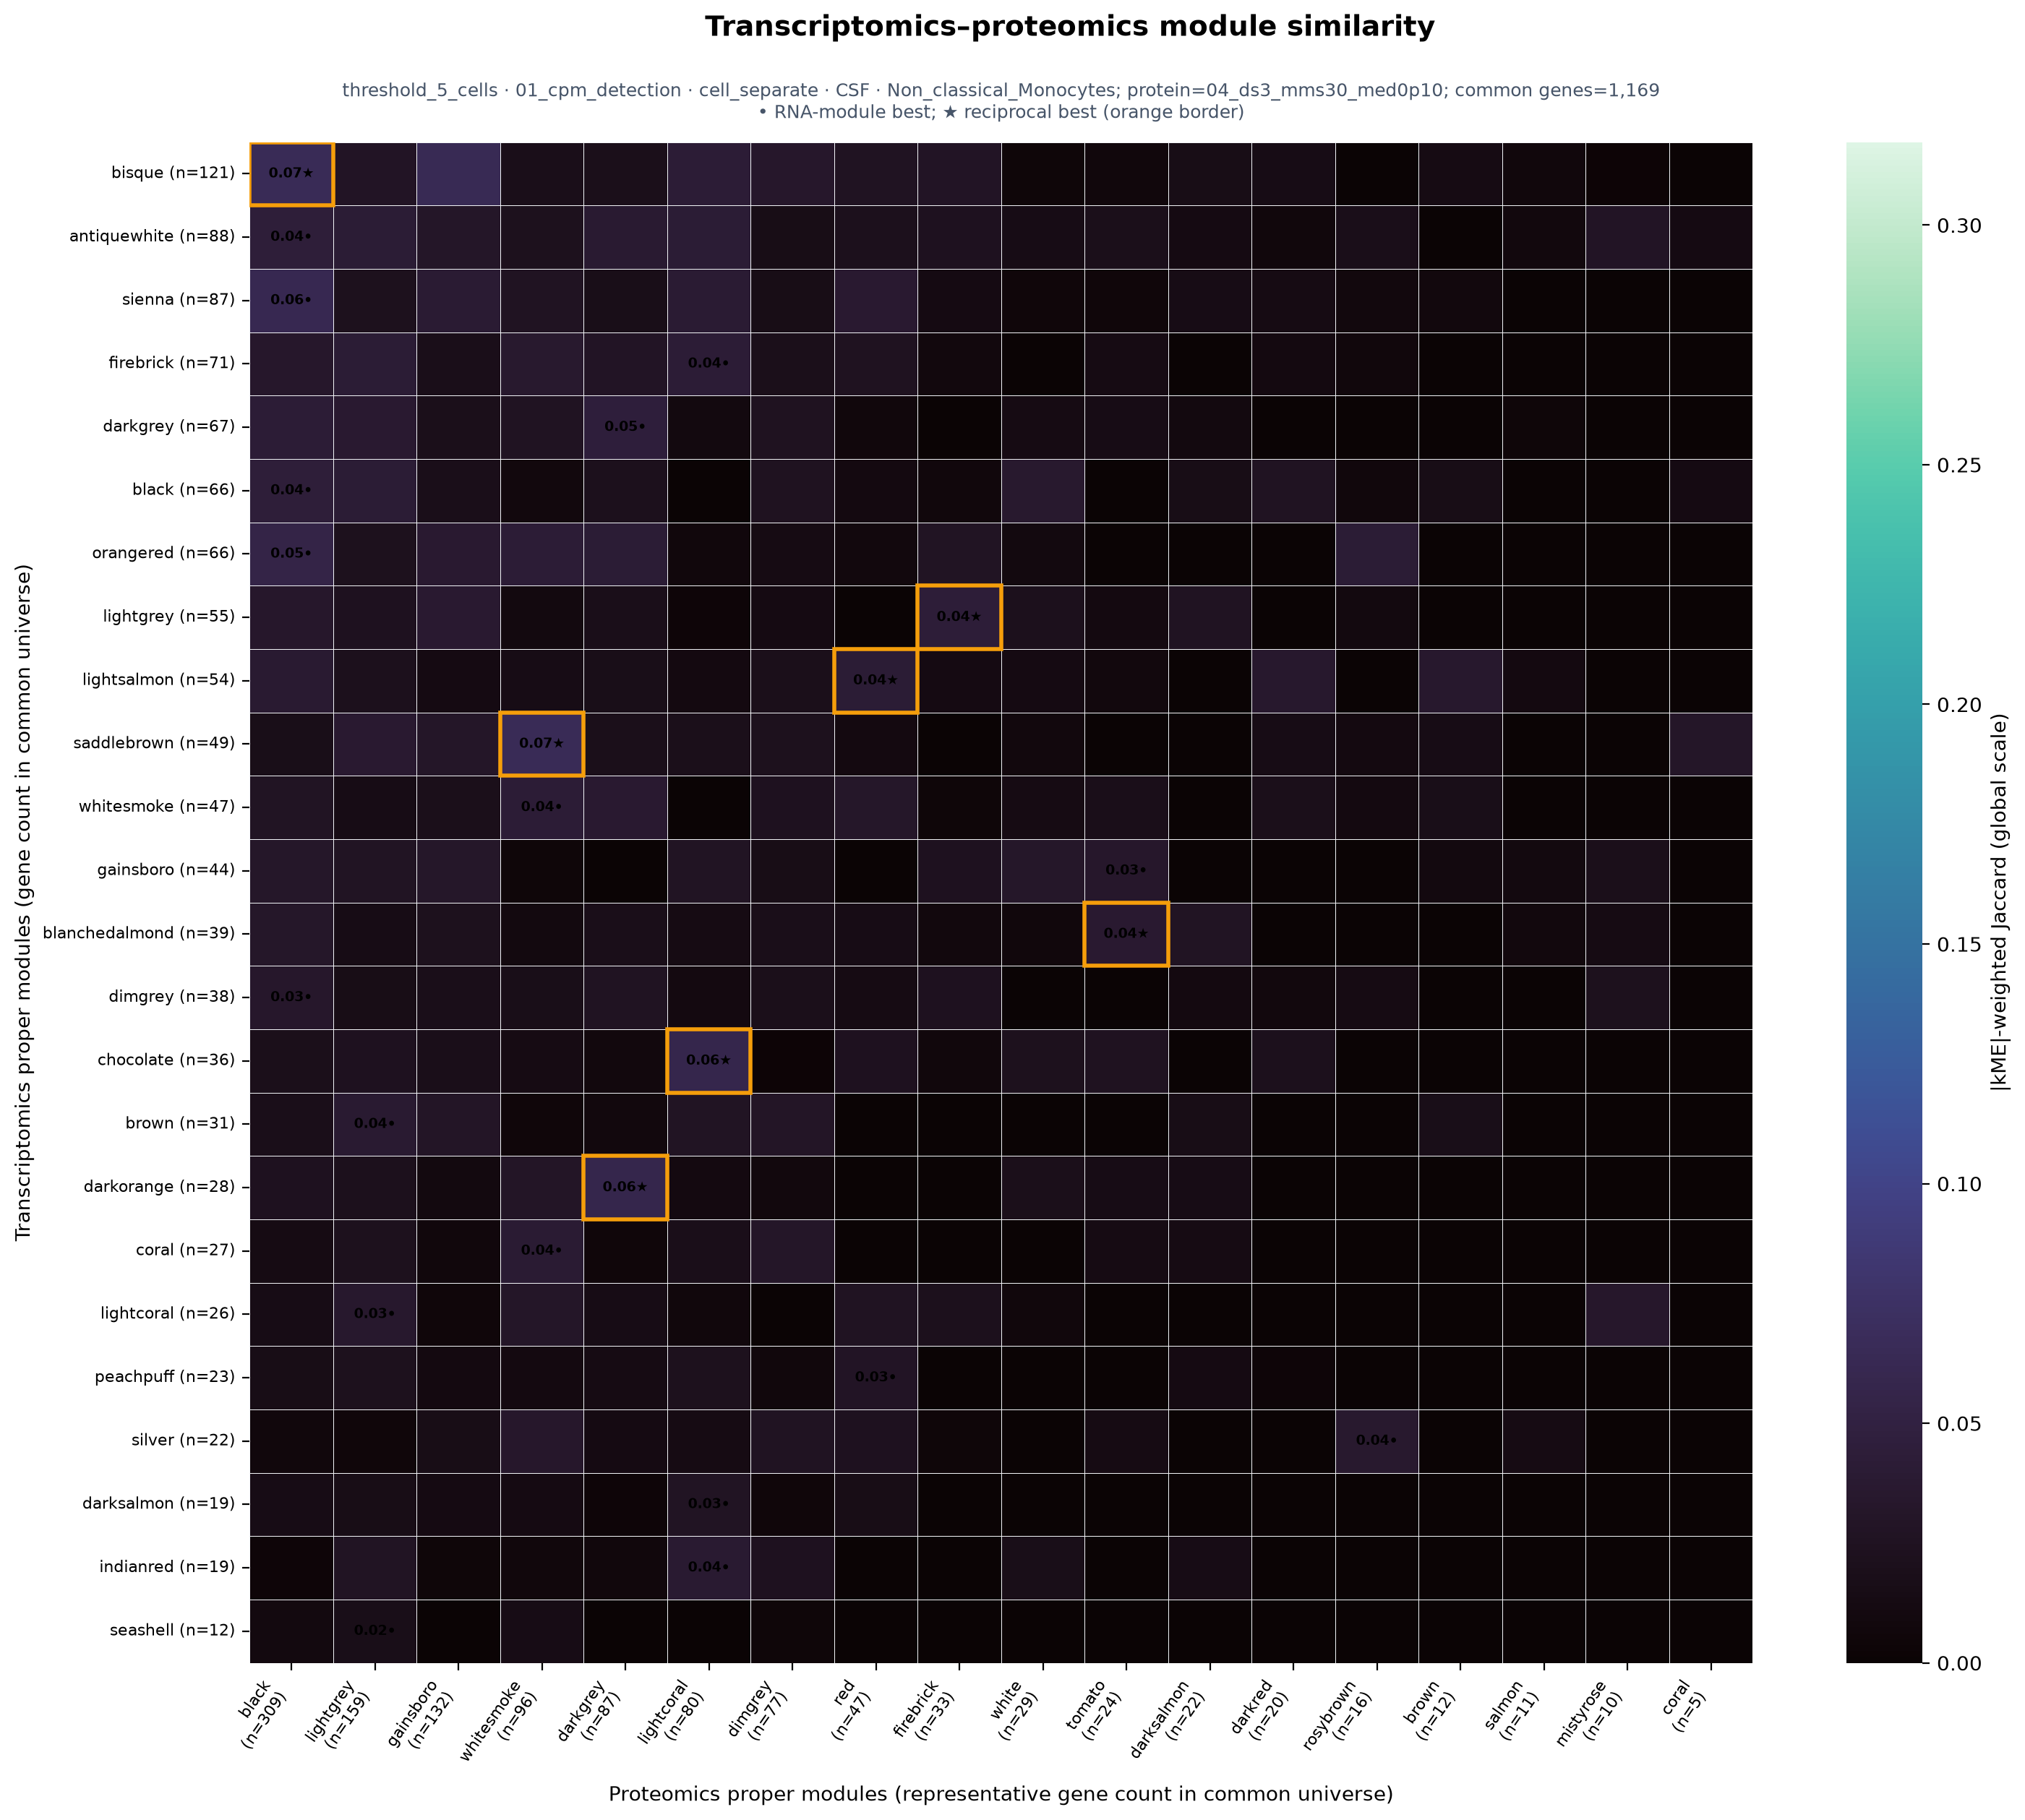 Transcriptomics–proteomics module similarity
threshold_5_cells · 01_cpm_detection · cell_separate · CSF · Non_classical_Monocytes; protein=04_ds3_mms30_med0p10; common genes=1,169
• RNA-module best; ★ reciprocal best (orange border)
Transcriptomics proper modules (gene count in common universe)
bisque (n=121)
0.07★
antiquewhite (n=88)
0.04•
sienna (n=87)
0.06•
firebrick (n=71)
0.04•
darkgrey (n=67)
0.05•
black (n=66)
0.04•
orangered (n=66)
0.05•
lightgrey (n=55)
0.04★
lightsalmon (n=54)
0.04★
saddlebrown (n=49)
0.07★
whitesmoke (n=47)
0.04•
gainsboro (n=44)
0.03•
blanchedalmond (n=39)
0.04★
dimgrey (n=38)
0.03•
chocolate (n=36)
0.06★
brown (n=31)
0.04•
darkorange (n=28)
0.06★
coral (n=27)
0.04•
lightcoral (n=26)
0.03•
peachpuff (n=23)
0.03•
silver (n=22)
0.04•
darksalmon (n=19)
0.03•
indianred (n=19)
0.04•
seashell (n=12)
0.02•
black
(n=309)
lightgrey
(n=159)
gainsboro
(n=132)
whitesmoke
(n=96)
darkgrey
(n=87)
lightcoral
(n=80)
dimgrey
(n=77)
red
(n=47)
firebrick
(n=33)
white
(n=29)
tomato
(n=24)
darksalmon
(n=22)
darkred
(n=20)
rosybrown
(n=16)
brown
(n=12)
salmon
(n=11)
mistyrose
(n=10)
coral
(n=5)
Proteomics proper modules (representative gene count in common universe)
0.30
0.25
0.20
0.15
0.10
0.05
0.00
|kME|-weighted Jaccard (global scale)